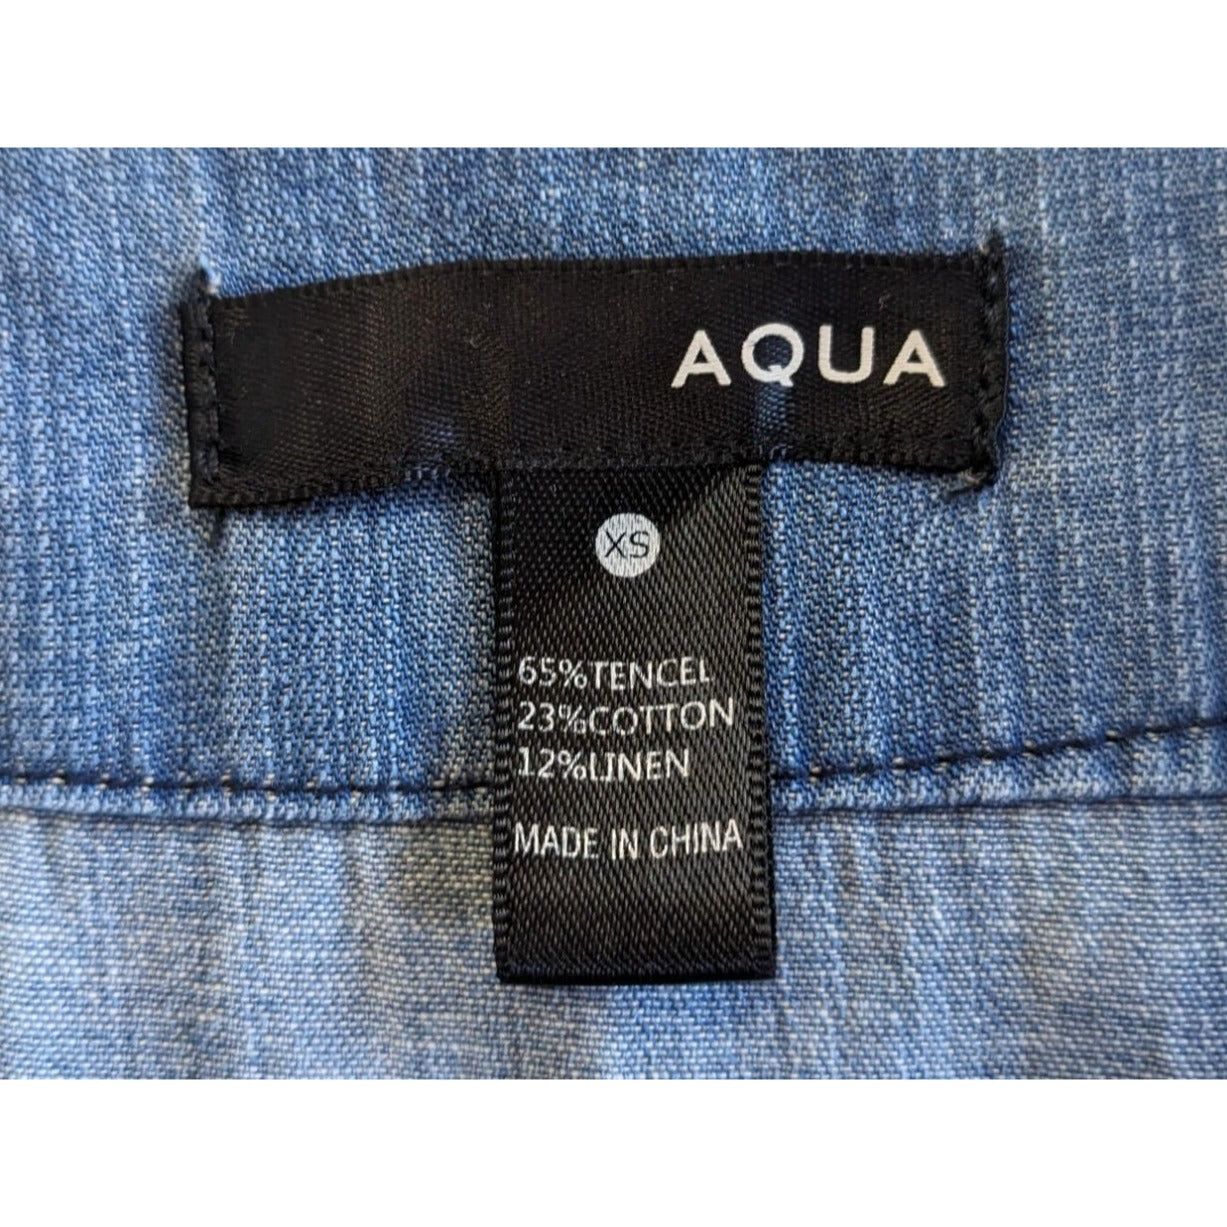 AQUA
XS
65%TENCEL
23%COTTON
12%LINEN
MADE IN CHINA